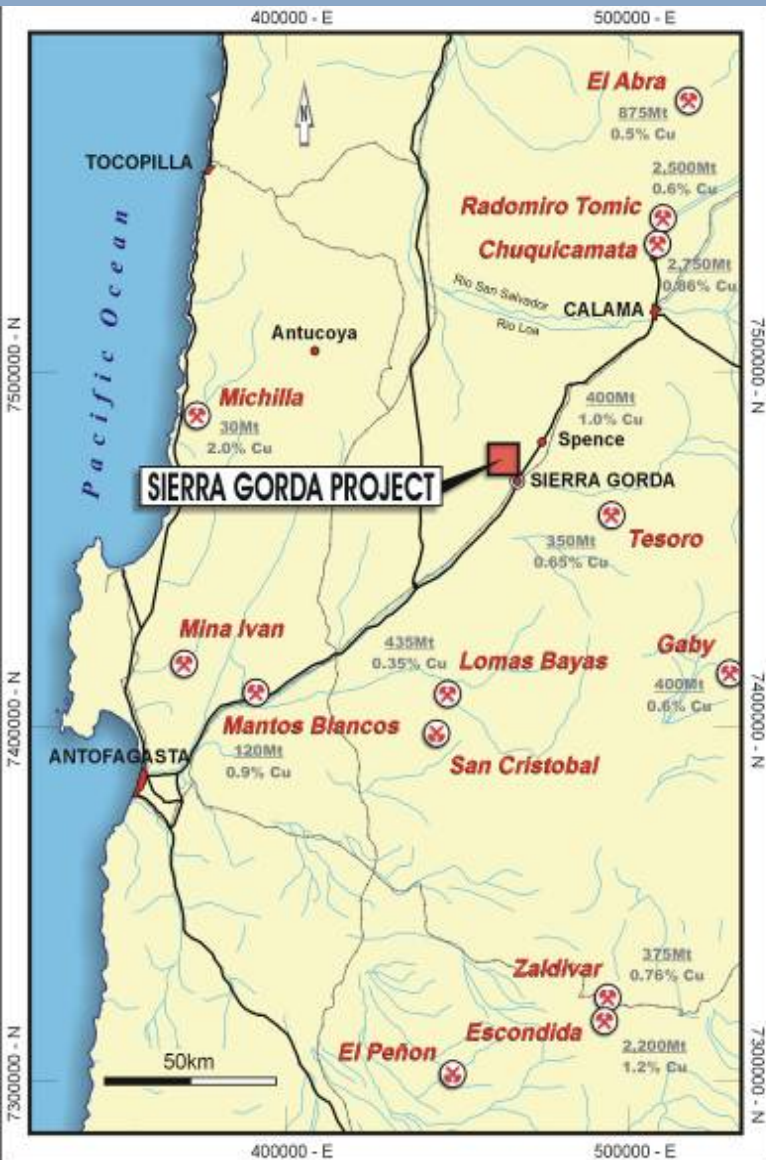 400000 - E
500000 - E
El Abra
875Mt
0.5% Cu
N
TOCOPILLA
2,500Mt
0.6% Cu
Radomiro Tomic
Chuquicamata
2,750Mt
0.86% Cu
Rio San Salvador
Rio Loa
CALAMA
Pacific Ocean
Antucoya
7500000 - N
7500000 - N
Michilla
30Mt
2.0% Cu
400Mt
1.0% Cu
Spence
SIERRA GORDA PROJECT
SIERRA GORDA
350Mt
0.65% Cu
Tesoro
Mina Ivan
435Mt
0.35% Cu
Lomas Bayas
Gaby
400Mt
0.6% Cu
7400000 - N
7400000 - N
Mantos Blancos
120Mt
0.9% Cu
San Cristobal
ANTOFAGASTA
375Mt
0.76% Cu
Zaldivar
Escondida
2,200Mt
1.2% Cu
El Peñon
50km
7300000 - N
7300000 - N
400000 - E
500000 - E